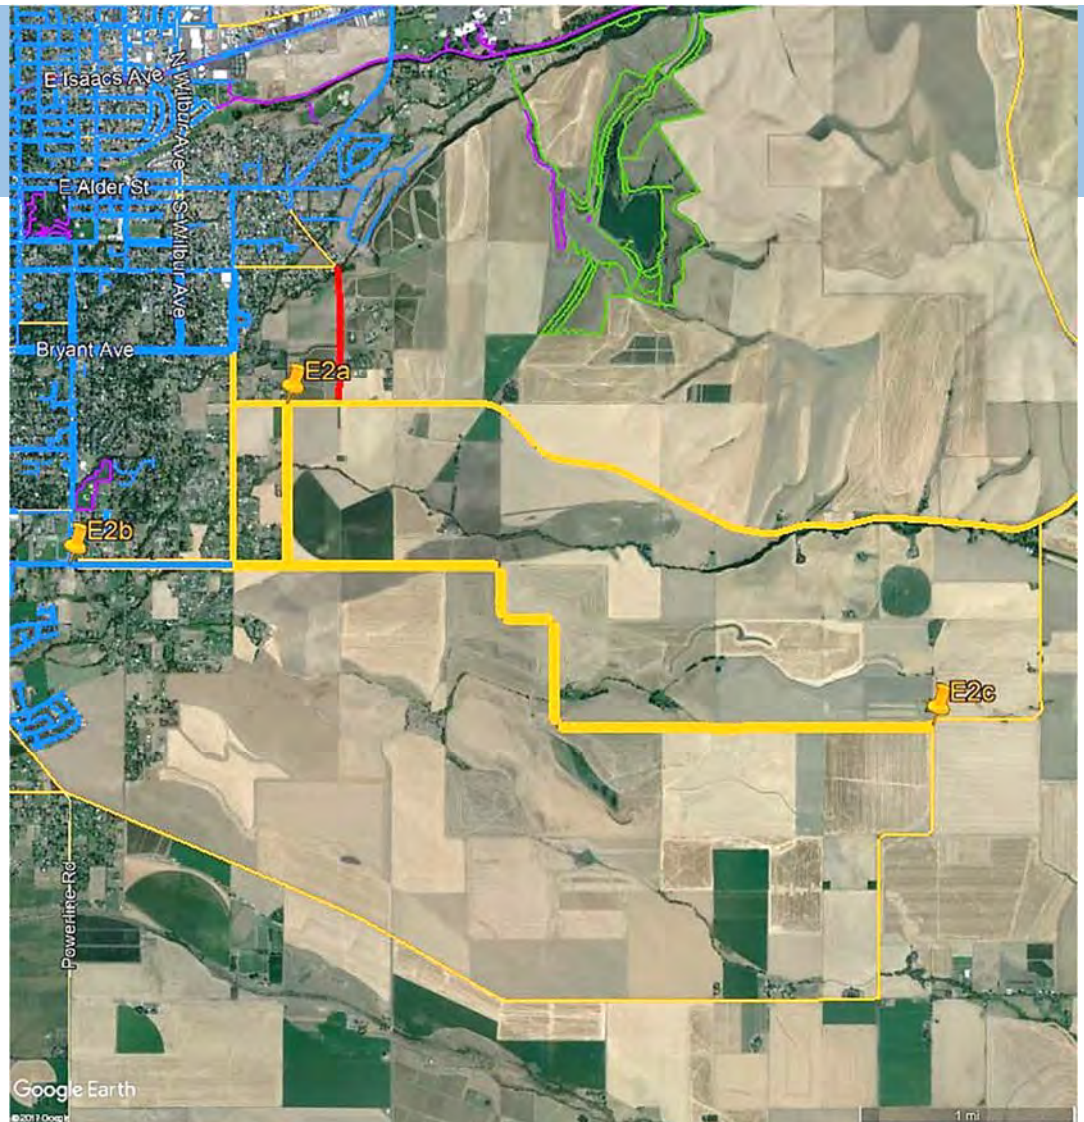 E Isaacs Ave
N Wilbur Ave
E Alder St
S Wilbur Ave
Bryant Ave
E2a
E2b
E2c
Powerline Rd
Google Earth
1 mi